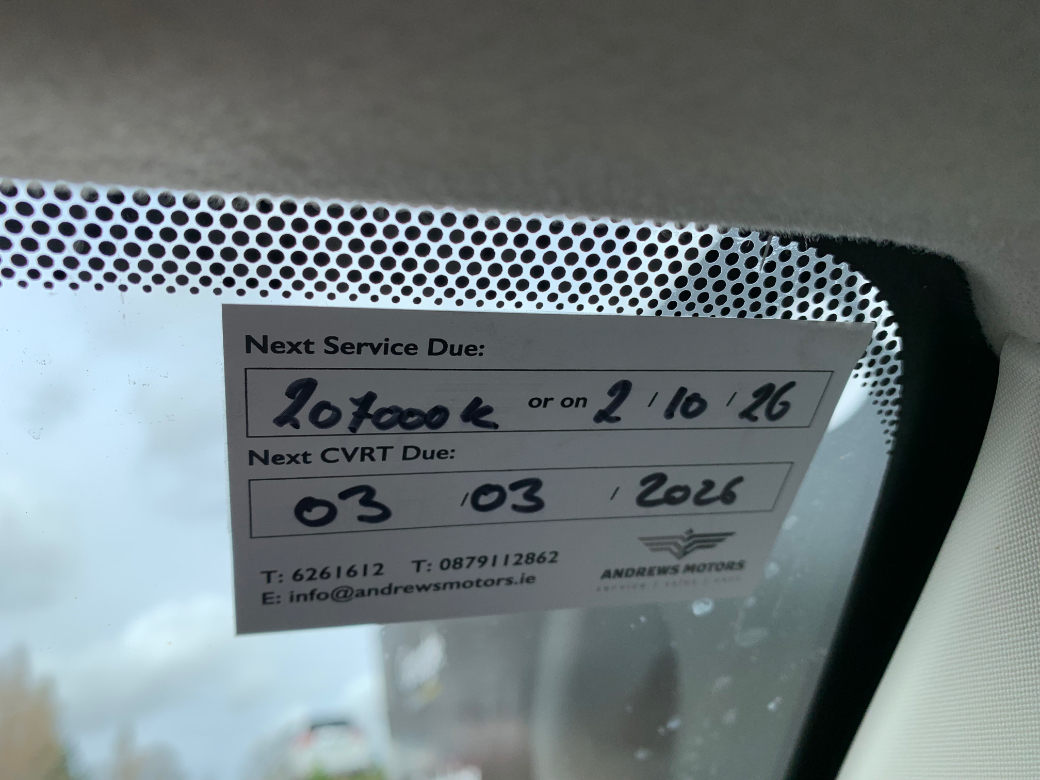 Next Service Due:
207000k or on 2 / 10 / 26
Next CVRT Due:
03 / 03 / 2026
T: 6261612 T: 0879112862
E: info@andrewsmotors.ie
ANDREWS MOTORS